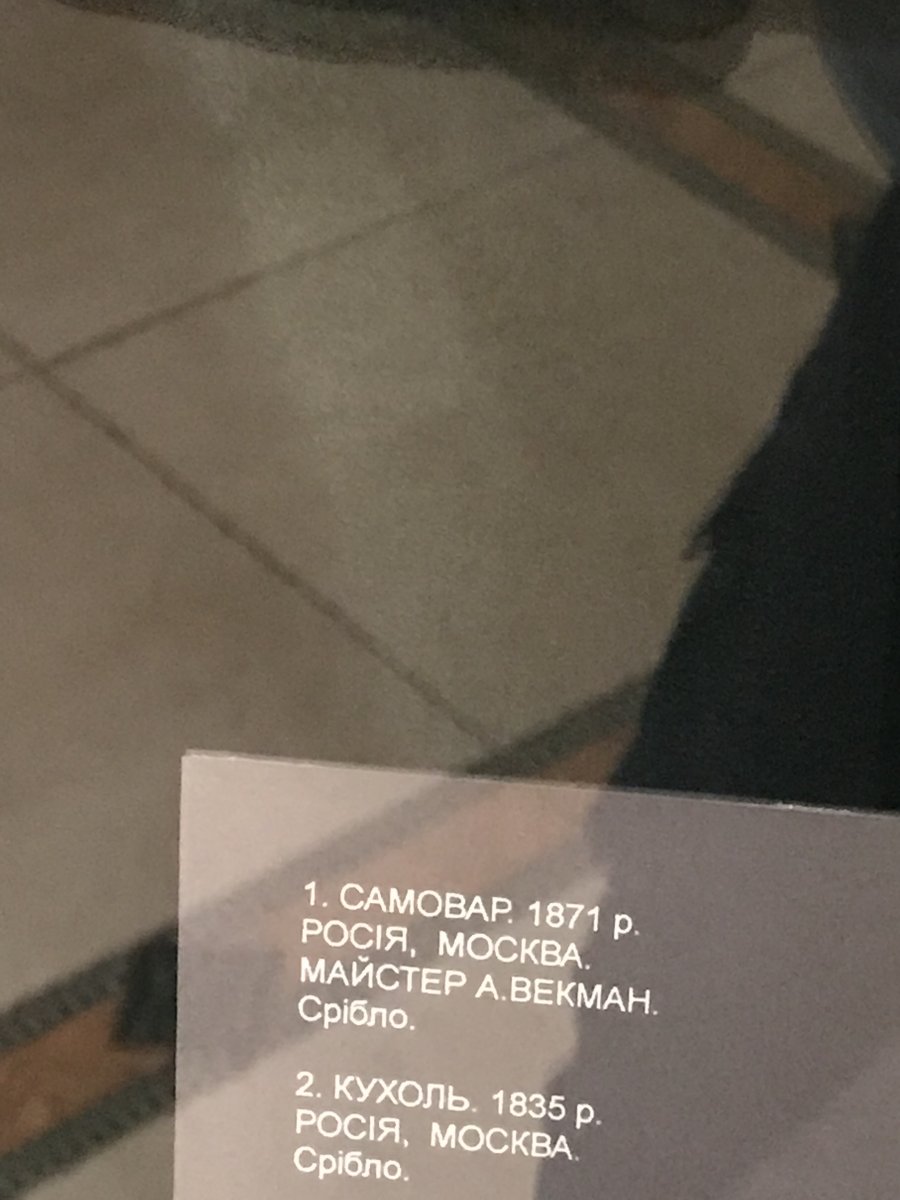 1. САМОВАР. 1871 р.
РОСІЯ, МОСКВА.
МАЙСТЕР А.ВЕКМАН.
Срібло.
2. КУХОЛЬ. 1835 р.
РОСІЯ, МОСКВА.
Срібло.